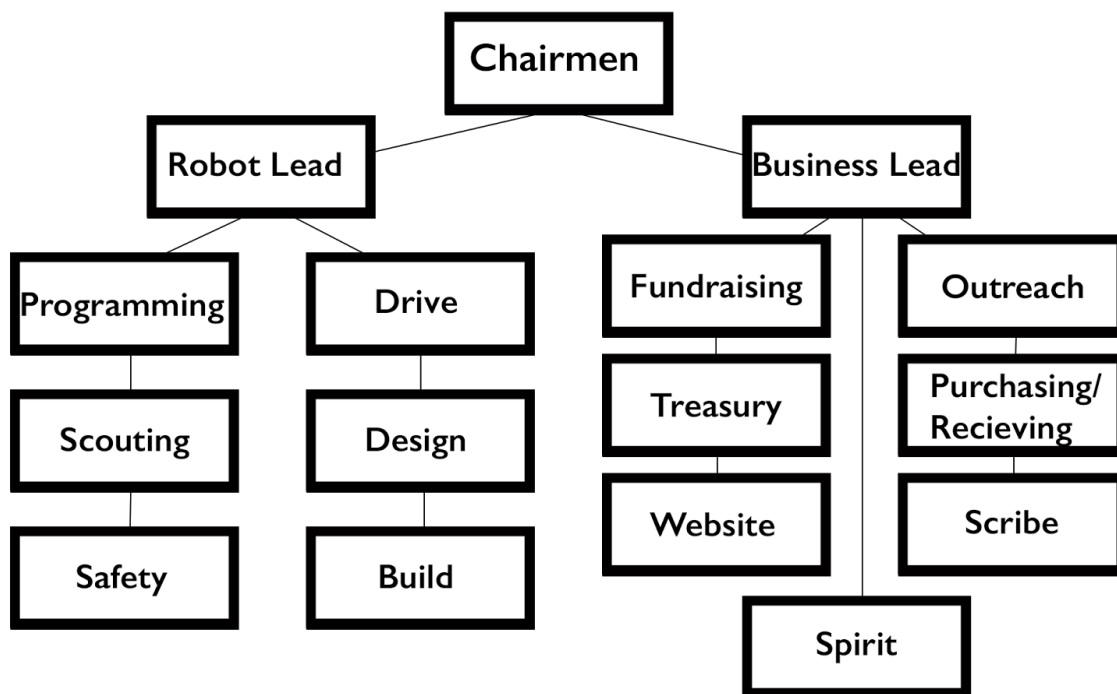 Chairmen
Robot Lead
Business Lead
Programming
Drive
Fundraising
Outreach
Scouting
Design
Treasury
Purchasing/
Recieving
Safety
Build
Website
Scribe
Spirit